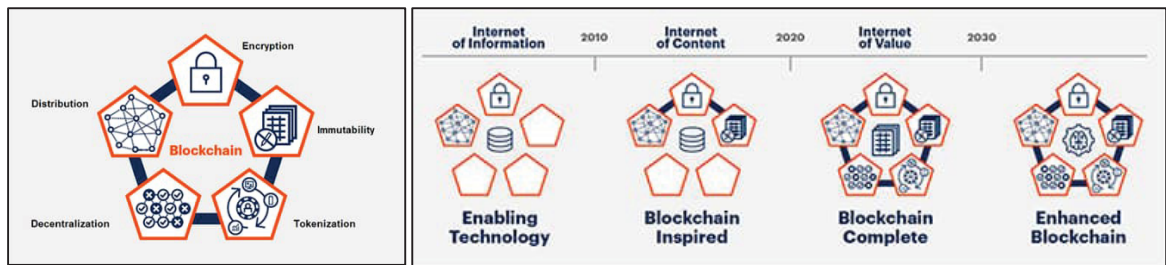 Encryption
Distribution
Immutability
Blockchain
Decentralization
Tokenization
Internet
of Information
2010
Internet
of Content
2020
Internet
of Value
2030
Enabling
Technology
Blockchain
Inspired
Blockchain
Complete
Enhanced
Blockchain